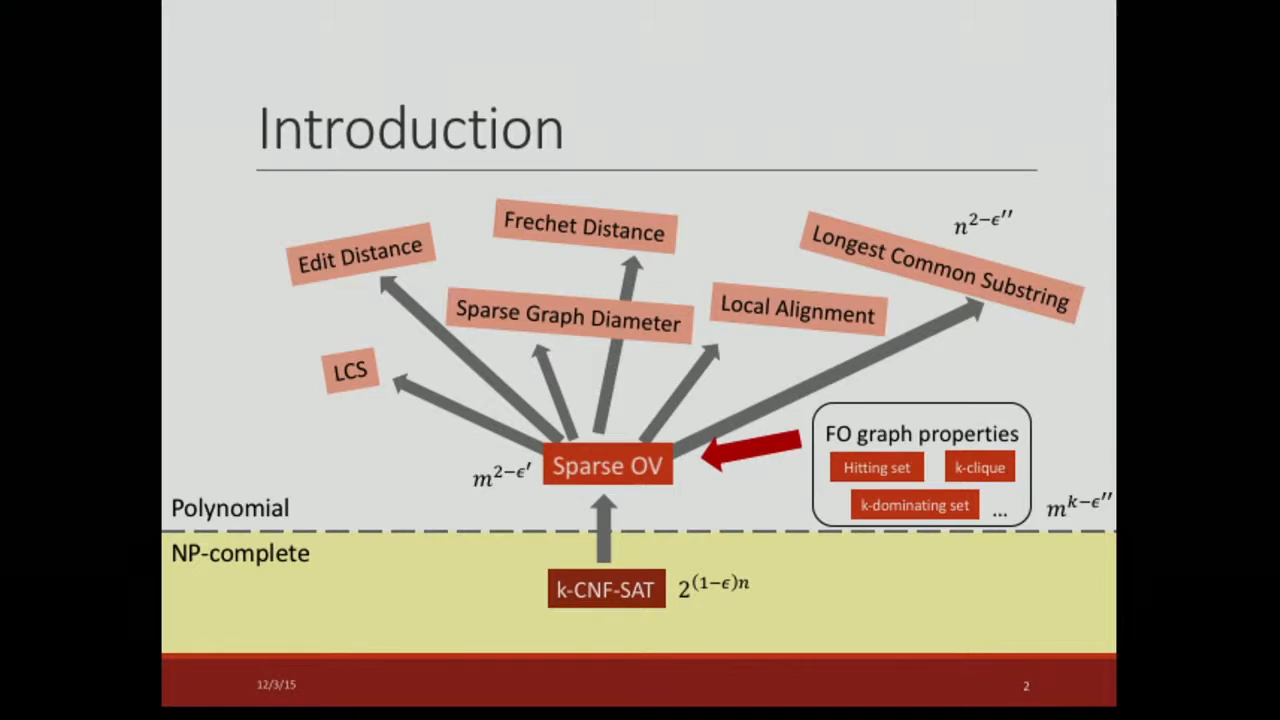 Introduction
Frechet Distance
n^{2-ϵ''}
Edit Distance
Longest Common Substring
Sparse Graph Diameter
Local Alignment
LCS
FO graph properties
Sparse OV
m^{2-ϵ'}
Hitting set
k-clique
k-dominating set
...
m^{k-ϵ''}
Polynomial
NP-complete
k-CNF-SAT
2^{(1-ϵ)n}
12/3/15
2